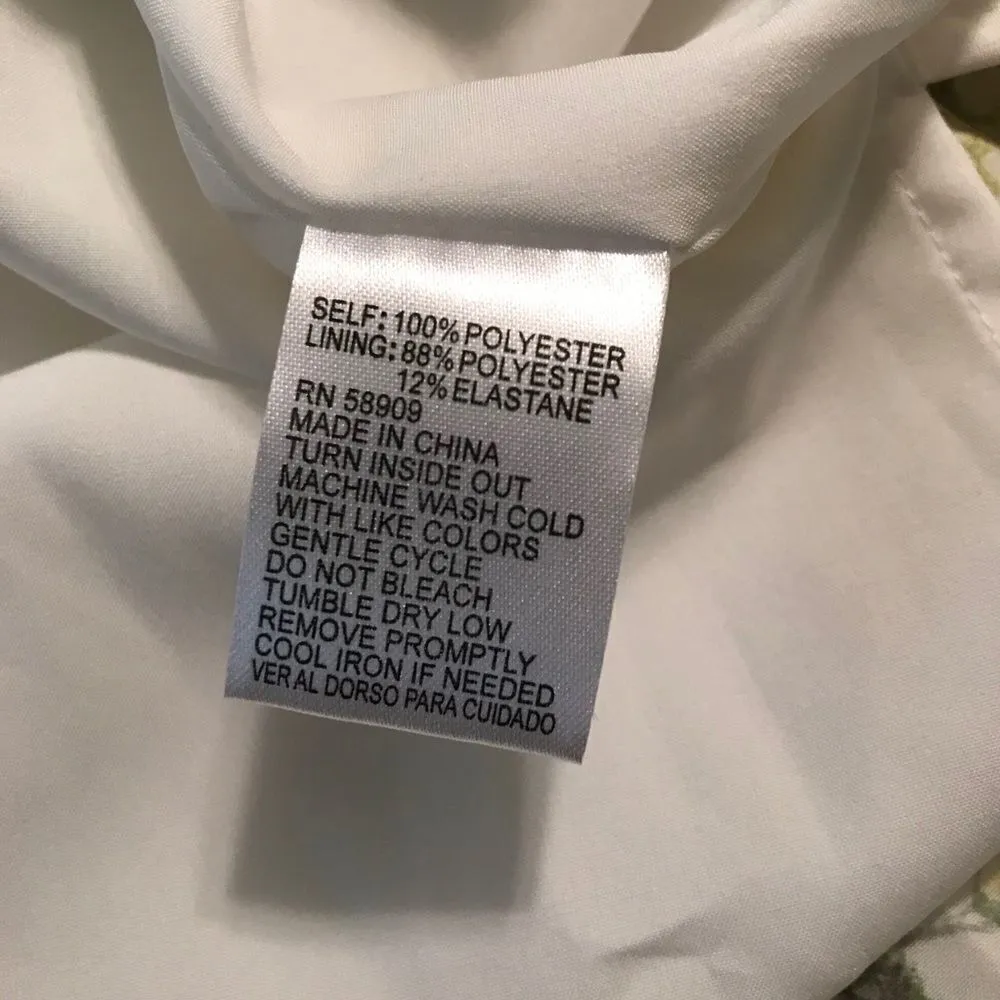 SELF: 100% POLYESTER
LINING: 88% POLYESTER
12% ELASTANE
RN 58909
MADE IN CHINA
TURN INSIDE OUT
MACHINE WASH COLD
WITH LIKE COLORS
GENTLE CYCLE
DO NOT BLEACH
TUMBLE DRY LOW
REMOVE PROMPTLY
COOL IRON IF NEEDED
VER AL DORSO PARA CUIDADO